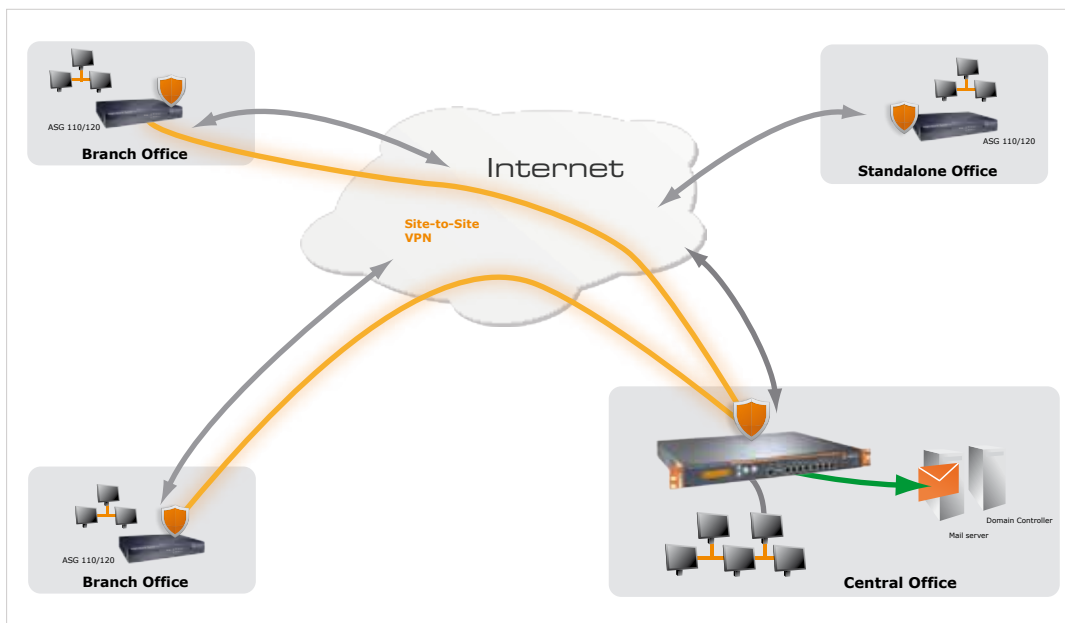 ASG 110/120
Branch Office
ASG 110/120
Standalone Office
Internet
Site-to-Site
VPN
ASG 110/120
Branch Office
Domain Controller
Mail server
Central Office